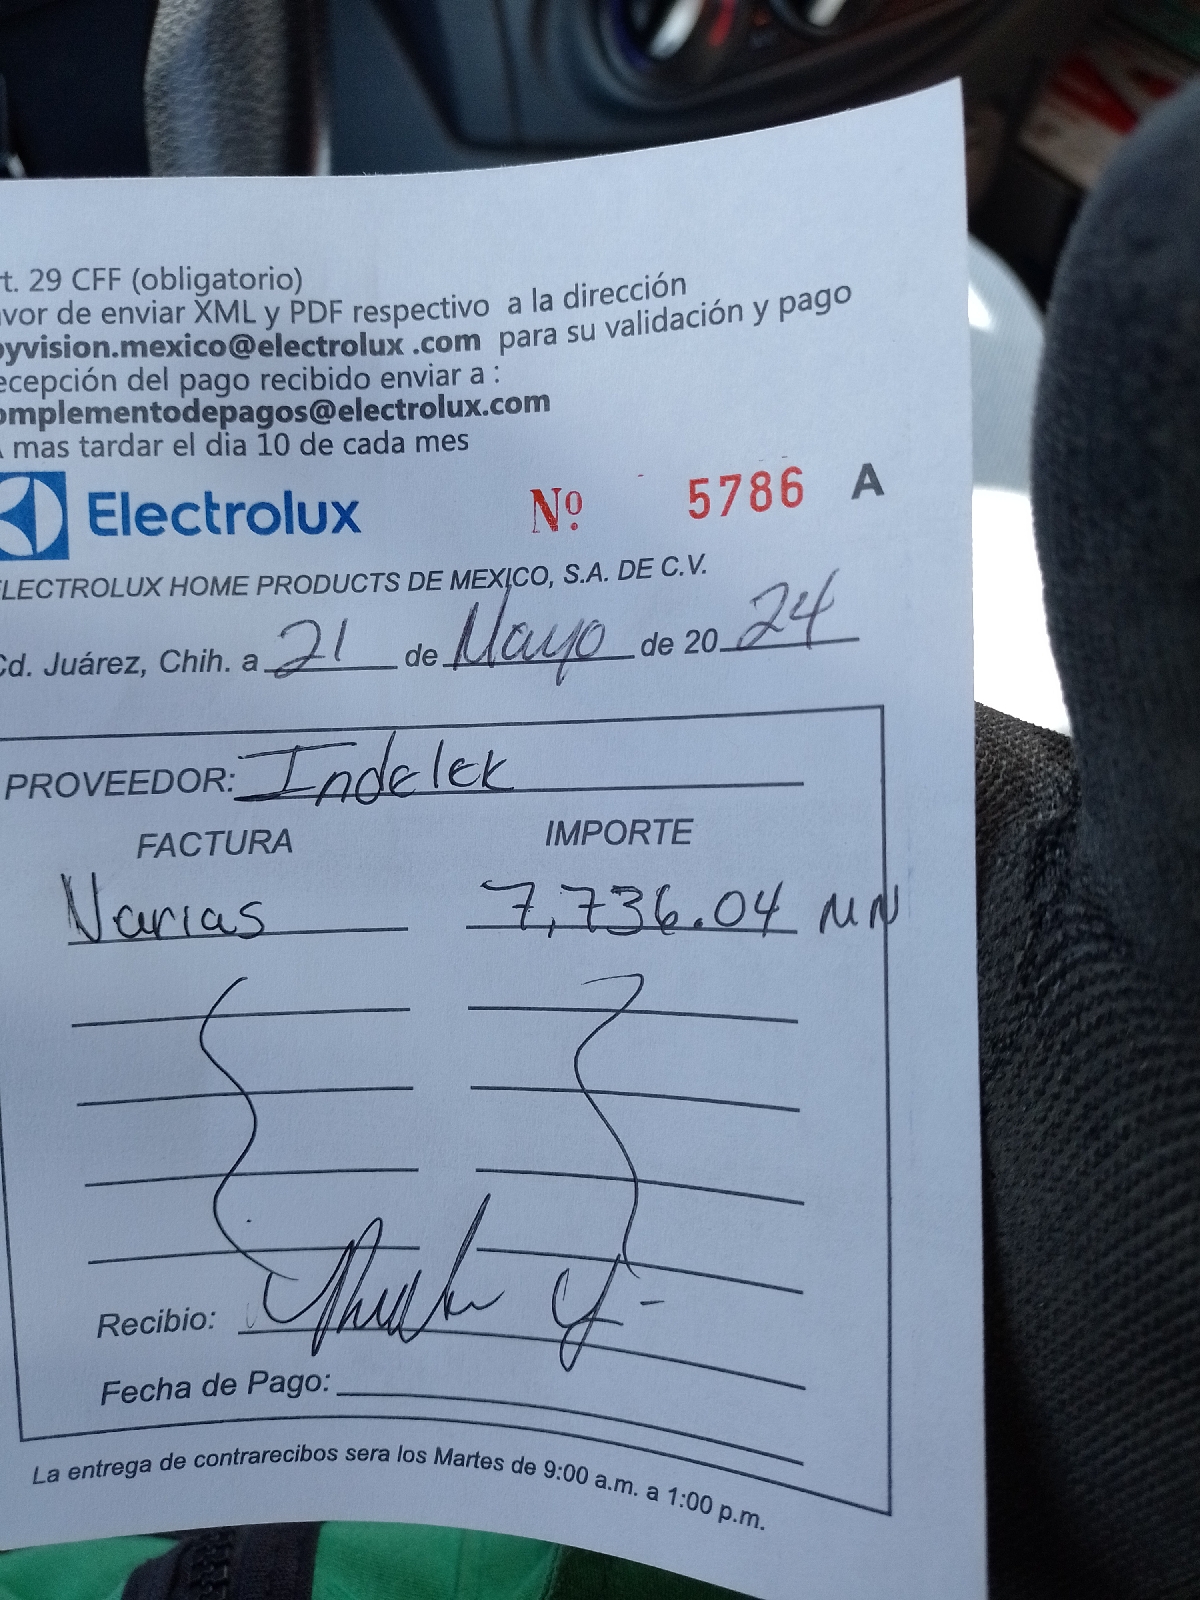 t. 29 CFF (obligatorio)
vor de enviar XML y PDF respectivo a la dirección
yvision.mexico@electrolux .com para su validación y pago
ecepción del pago recibido enviar a :
omplementodepagos@electrolux.com
A mas tardar el dia 10 de cada mes
Electrolux Nº 5786 A
ELECTROLUX HOME PRODUCTS DE MEXICO, S.A. DE C.V.
Cd. Juárez, Chih. a 21 de Mayo de 2024
PROVEEDOR: Indelek
FACTURA IMPORTE
Varias 7,736.04 MN
Recibio:
Fecha de Pago:
La entrega de contrarecibos sera los Martes de 9:00 a.m. a 1:00 p.m.